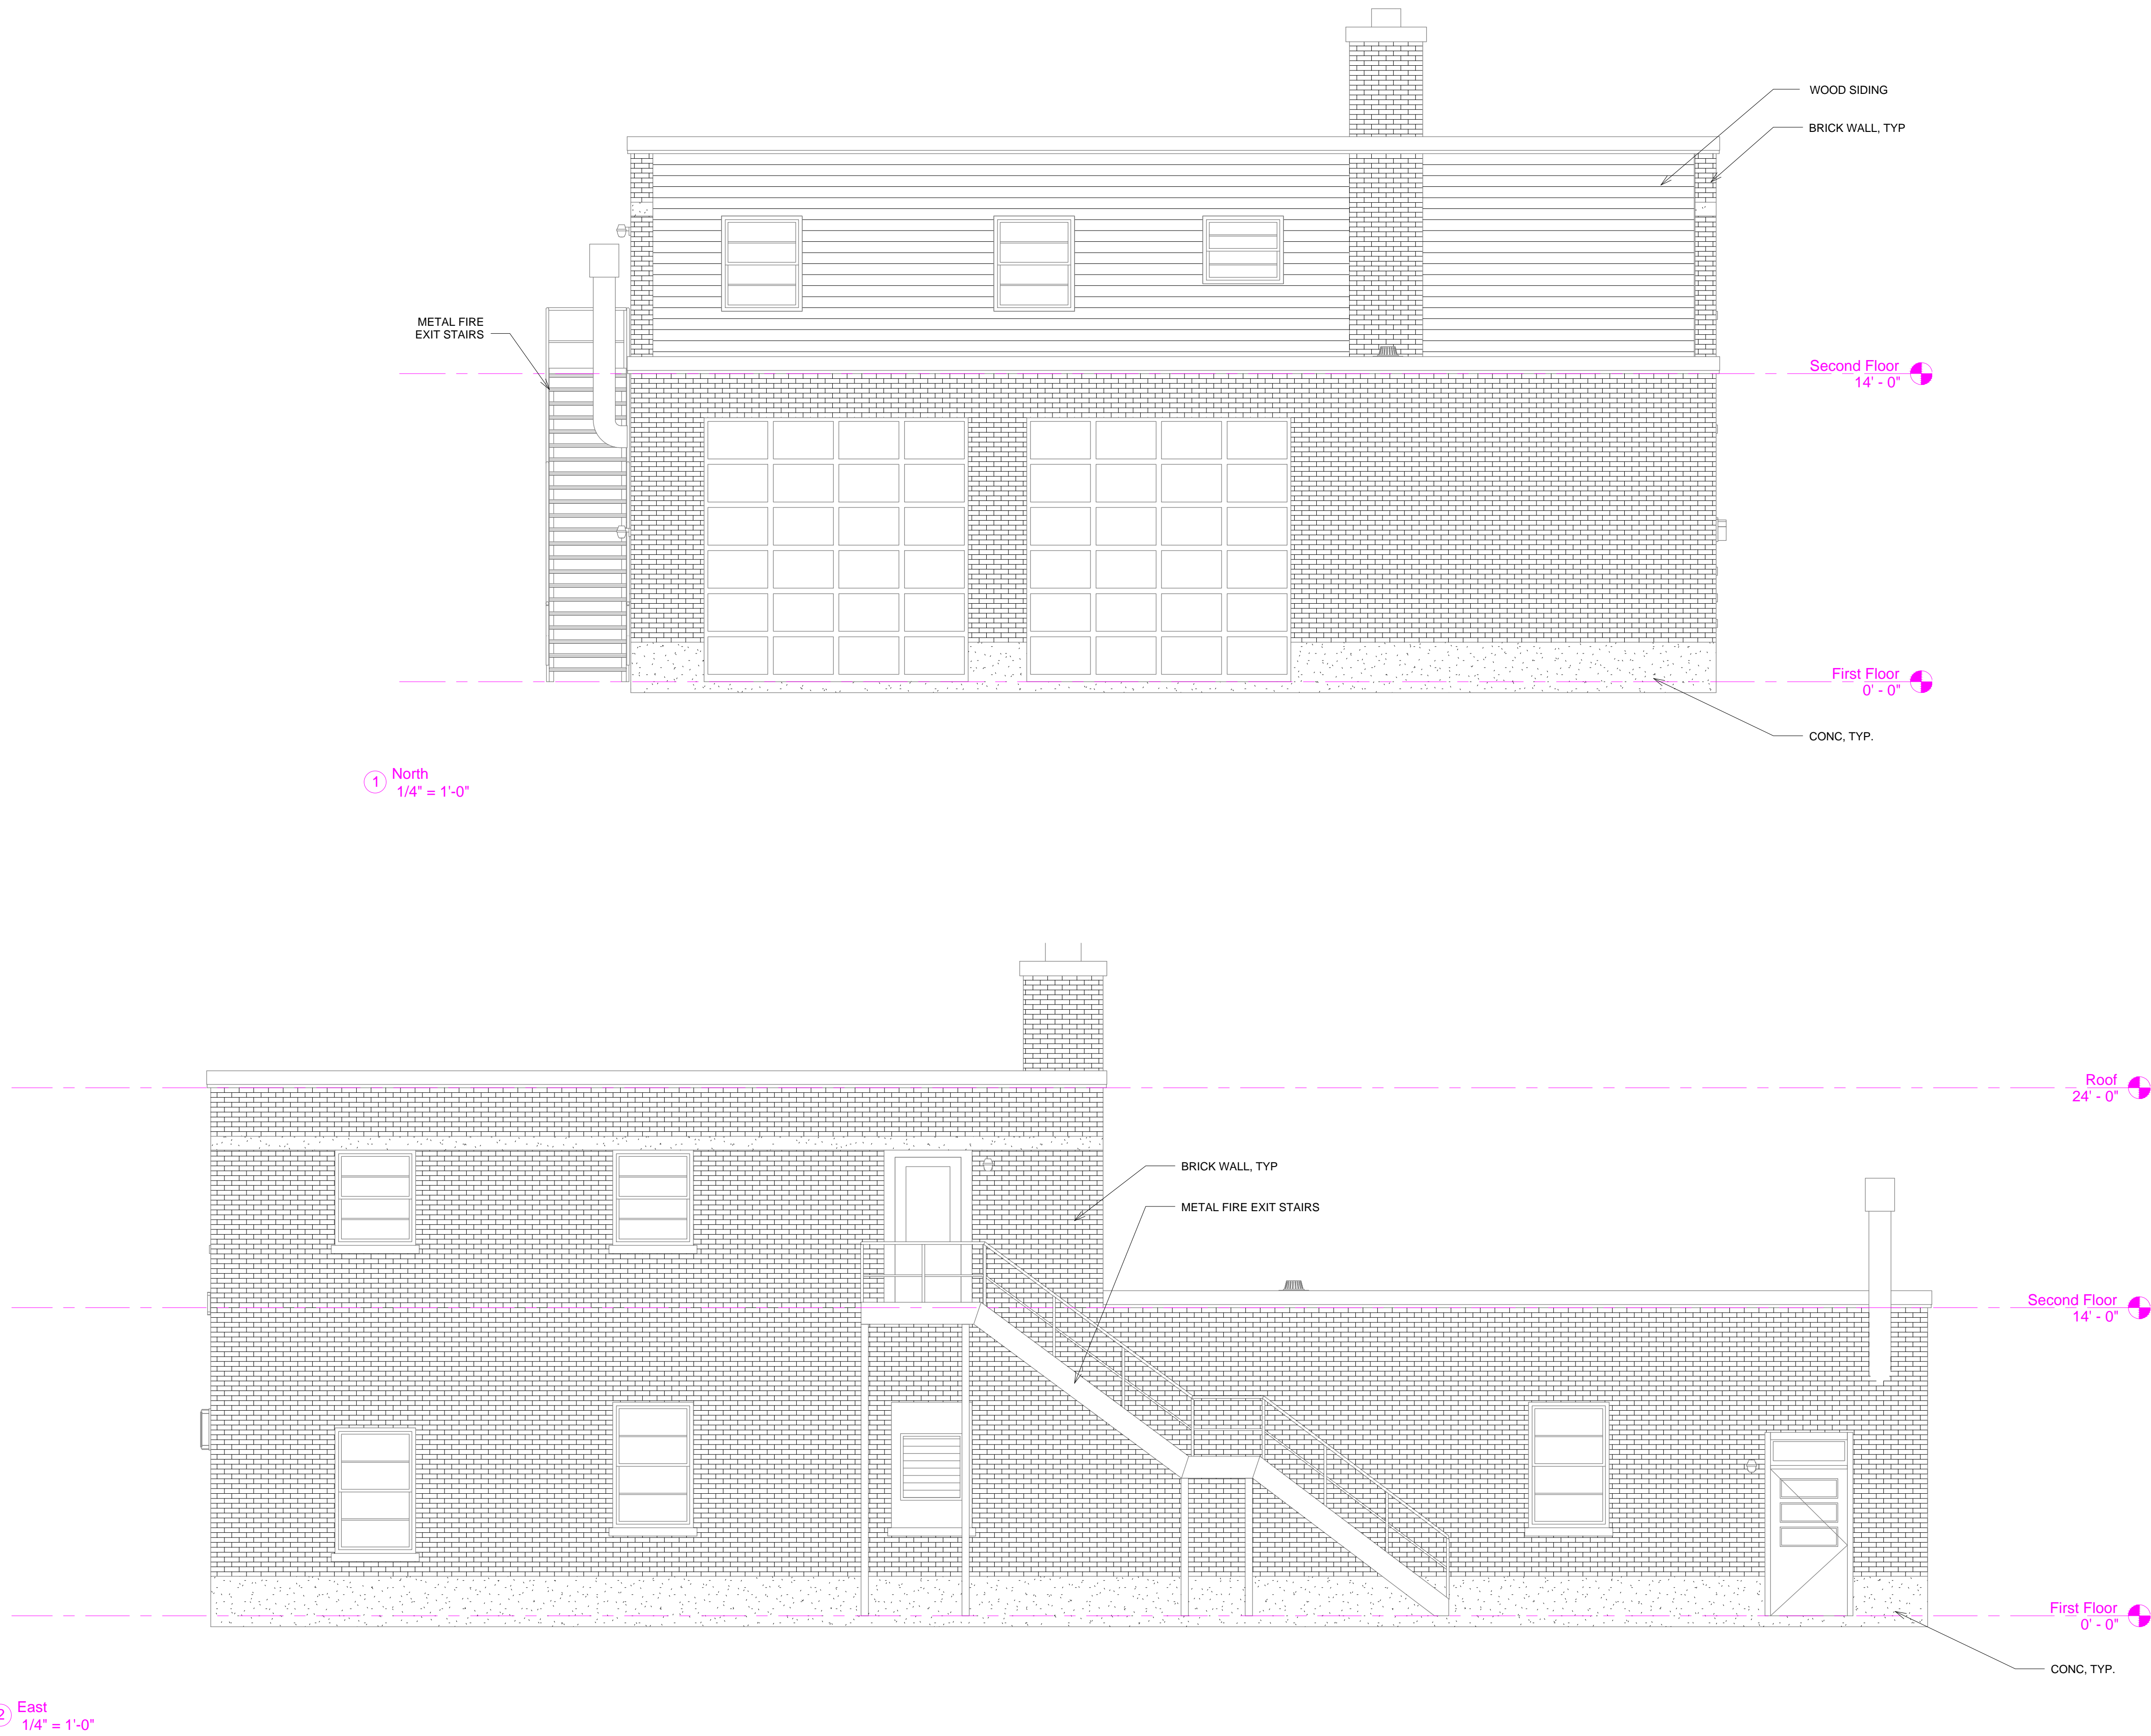 WOOD SIDING
BRICK WALL, TYP
METAL FIRE
EXIT STAIRS
Second Floor
14' - 0"
First Floor
0' - 0"
CONC, TYP.
1 North
1/4" = 1'-0"
Roof
24' - 0"
BRICK WALL, TYP
METAL FIRE EXIT STAIRS
Second Floor
14' - 0"
First Floor
0' - 0"
CONC, TYP.
2 East
1/4" = 1'-0"